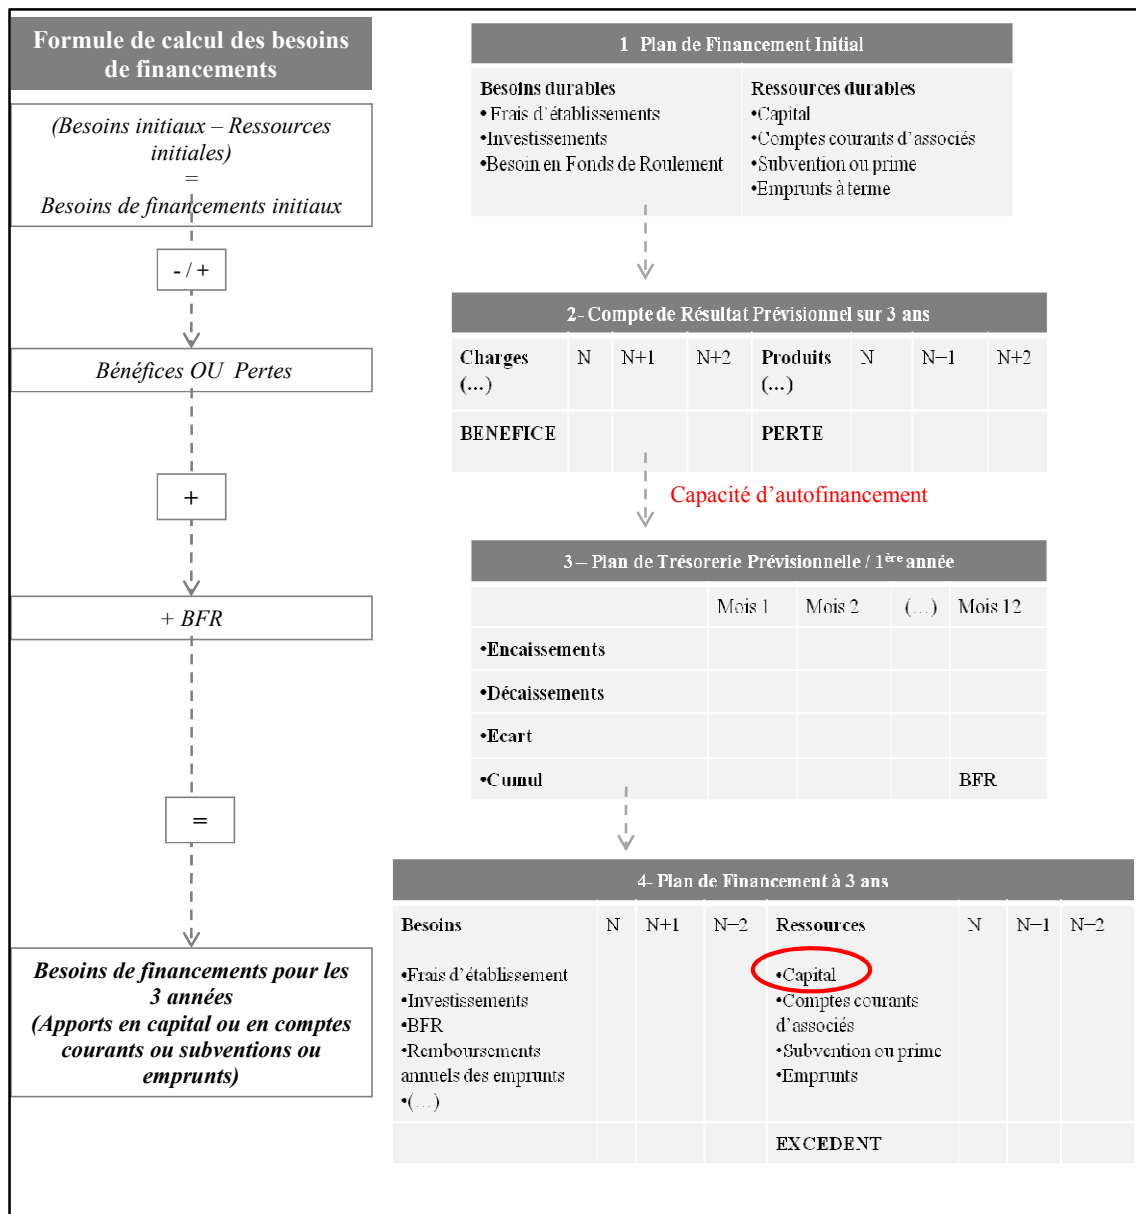 Formule de calcul des besoins
de financements
(Besoins initiaux – Ressources
initiales)
=
Besoins de financements initiaux
- / +
Bénéfices OU Pertes
+
+ BFR
=
Besoins de financements pour les
3 années
(Apports en capital ou en comptes
courants ou subventions ou
emprunts)
1 Plan de Financement Initial
Besoins durables
• Frais d’établissements
•Investissements
•Besoin en Fonds de Roulement
Ressources durables
•Capital
•Comptes courants d’associés
•Subvention ou prime
•Emprunts à terme
2- Compte de Résultat Prévisionnel sur 3 ans
Charges N N+1 N+2 Produits N N–1 N+2
(…) (…)
BENEFICE PERTE
Capacité d’autofinancement
3 – Plan de Trésorerie Prévisionnelle / 1ère année
Mois 1 Mois 2 (…) Mois 12
•Encaissements
•Décaissements
•Ecart
•Cumul BFR
4- Plan de Financement à 3 ans
Besoins N N+1 N–2 Ressources N N–1 N–2
•Frais d’établissement
•Investissements
•BFR
•Remboursements
annuels des emprunts
•(…)
•Capital
•Comptes courants
d’associés
•Subvention ou prime
•Emprunts
EXCEDENT